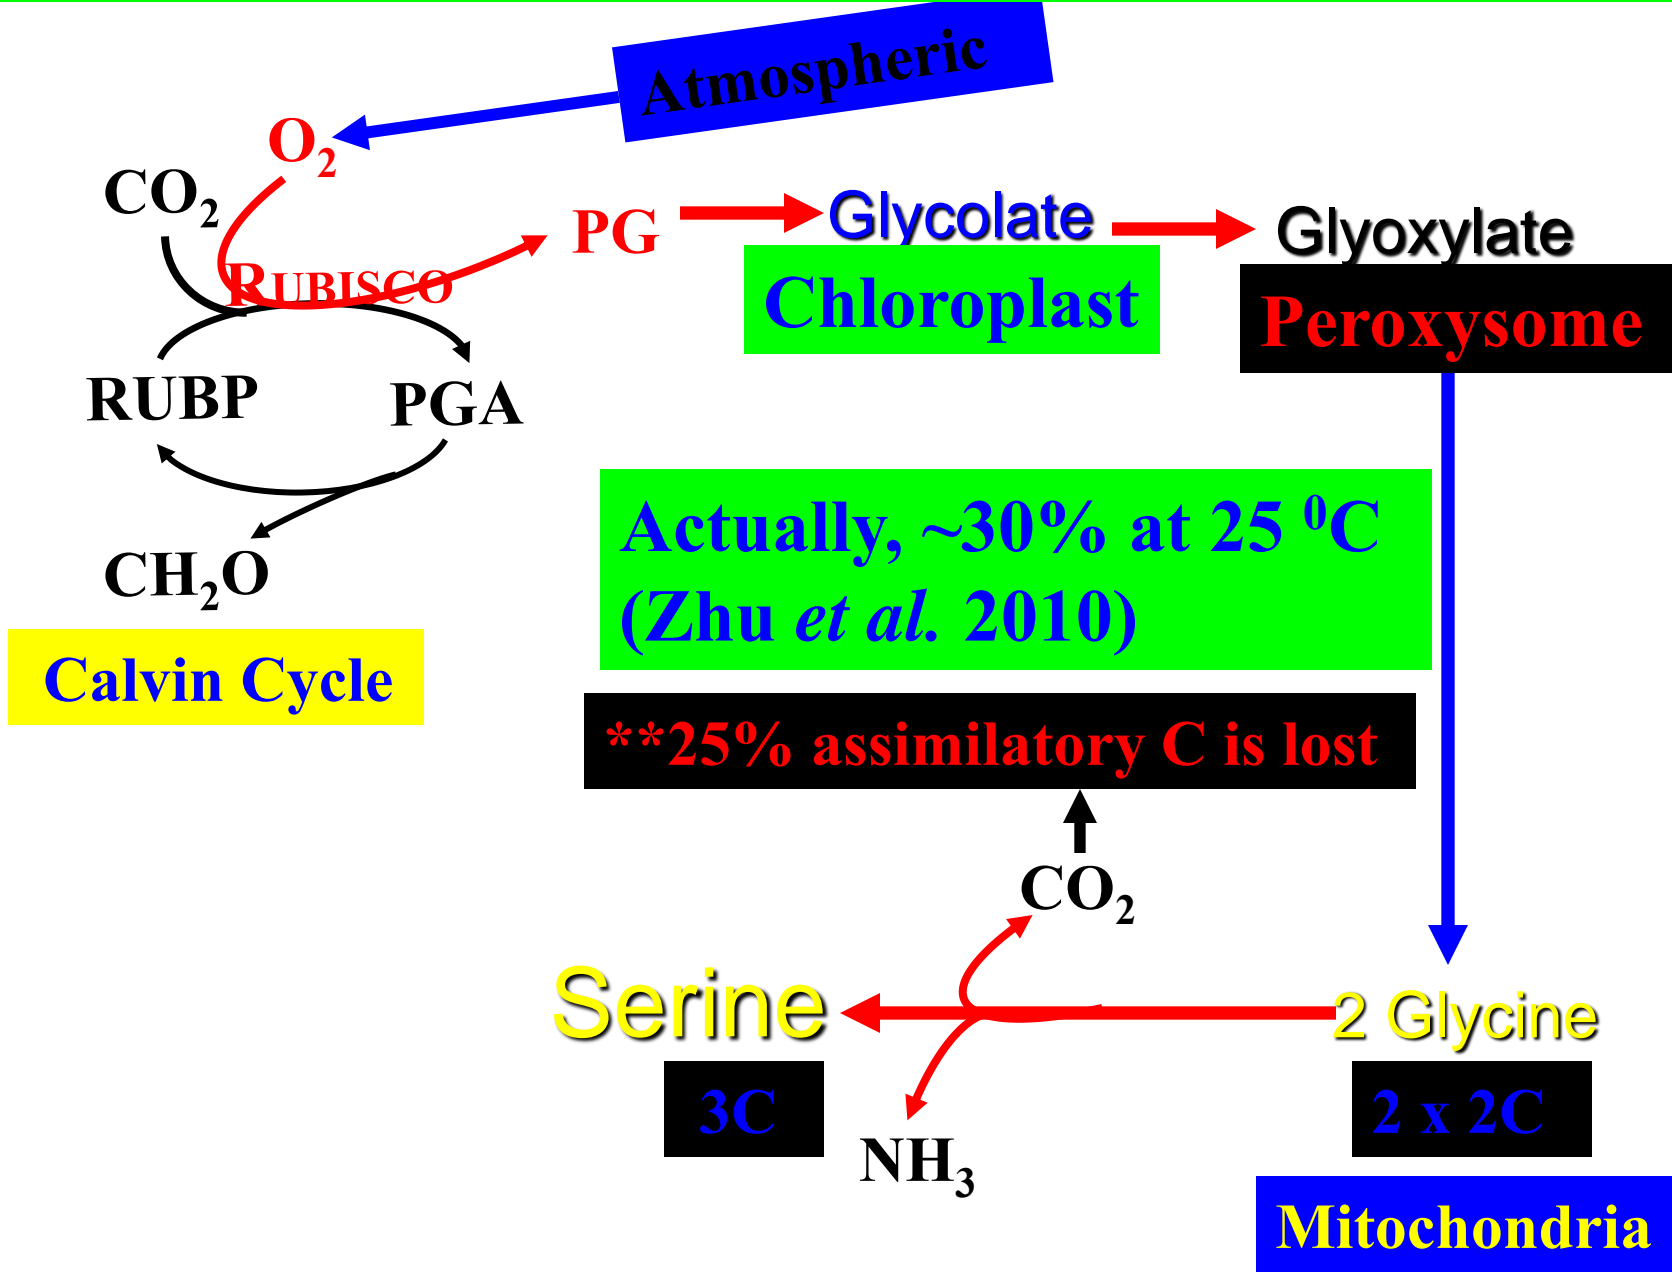 Atmospheric
O₂
CO₂
PG
Glycolate
Glyoxylate
RUBISCO
Chloroplast
Peroxysome
RUBP
PGA
Actually, ~30% at 25 ⁰C
(Zhu et al. 2010)
CH₂O
Calvin Cycle
**25% assimilatory C is lost
CO₂
Serine
2 Glycine
3C
2 x 2C
NH₃
Mitochondria